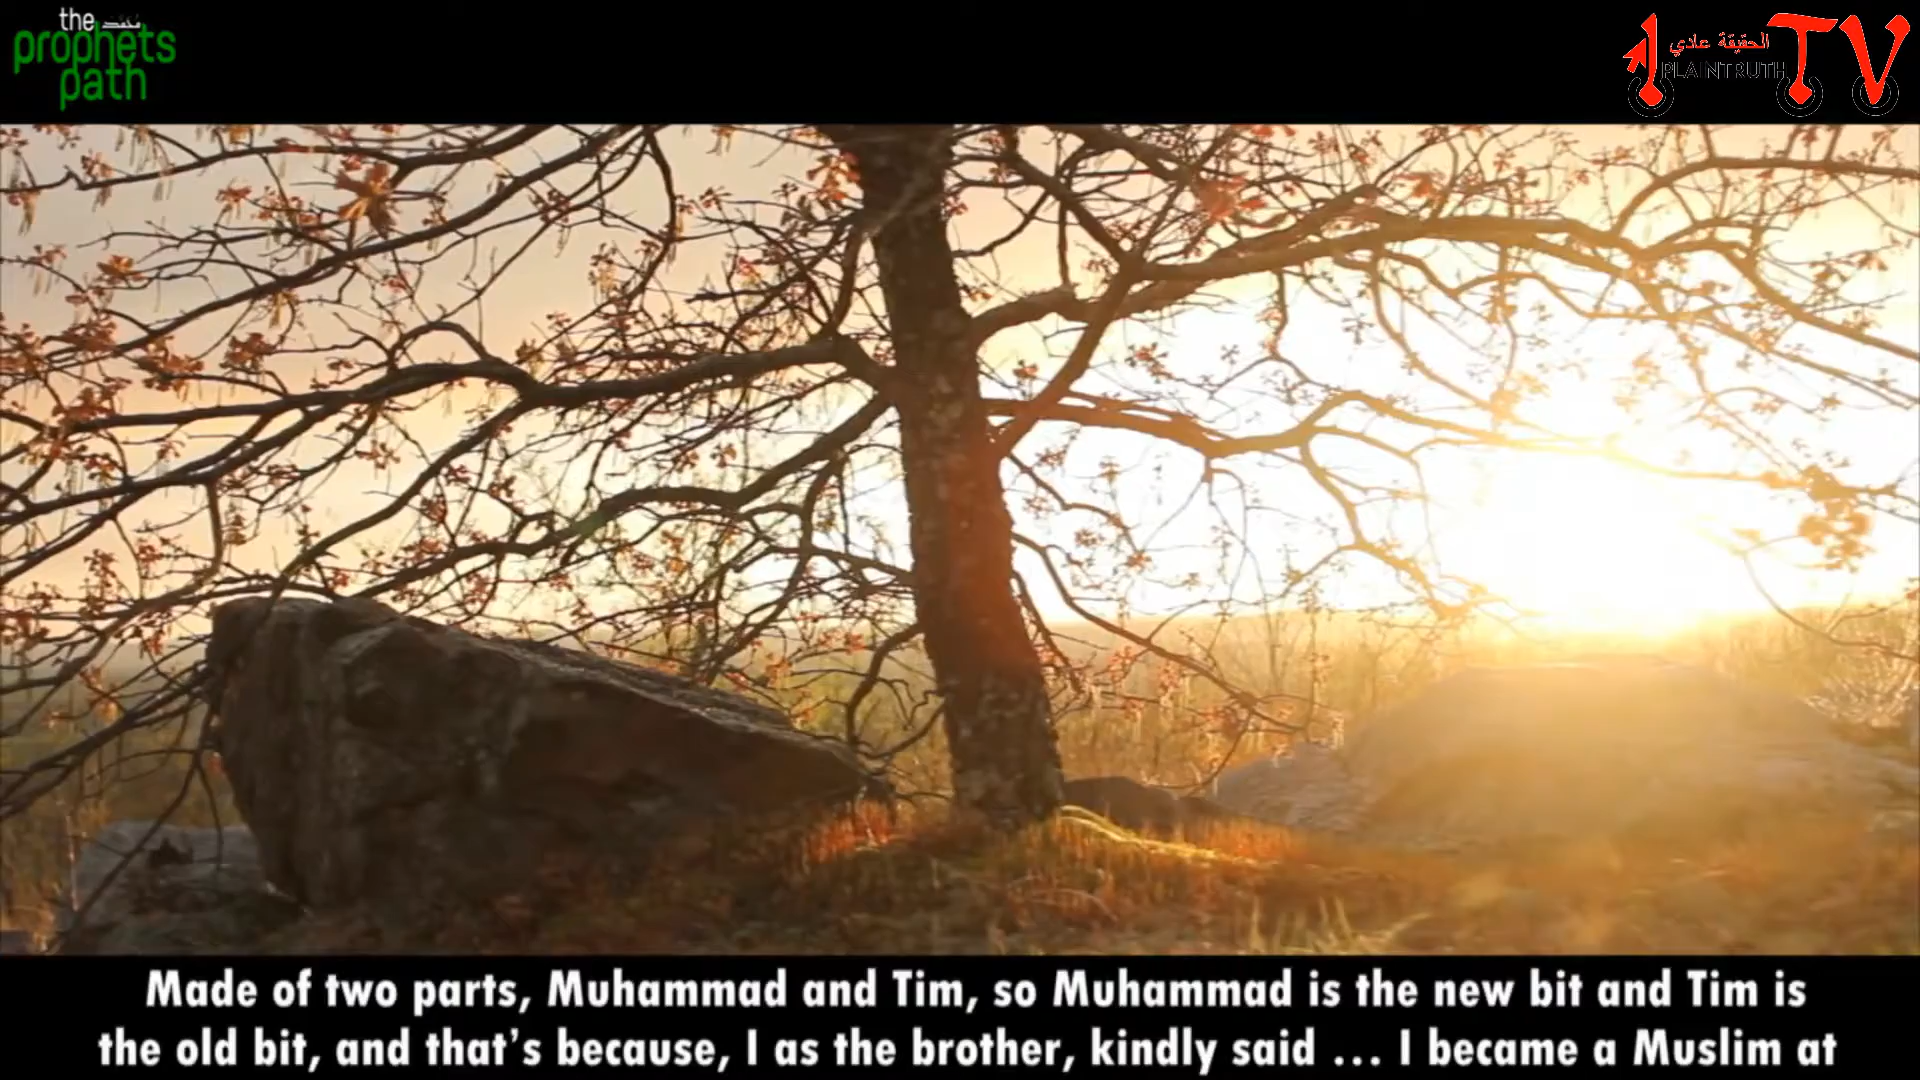 the محمد
prophets
path
الحقيقة عادي
PLAINTRUTH TV
Made of two parts, Muhammad and Tim, so Muhammad is the new bit and Tim is
the old bit, and that's because, I as the brother, kindly said ... I became a Muslim at